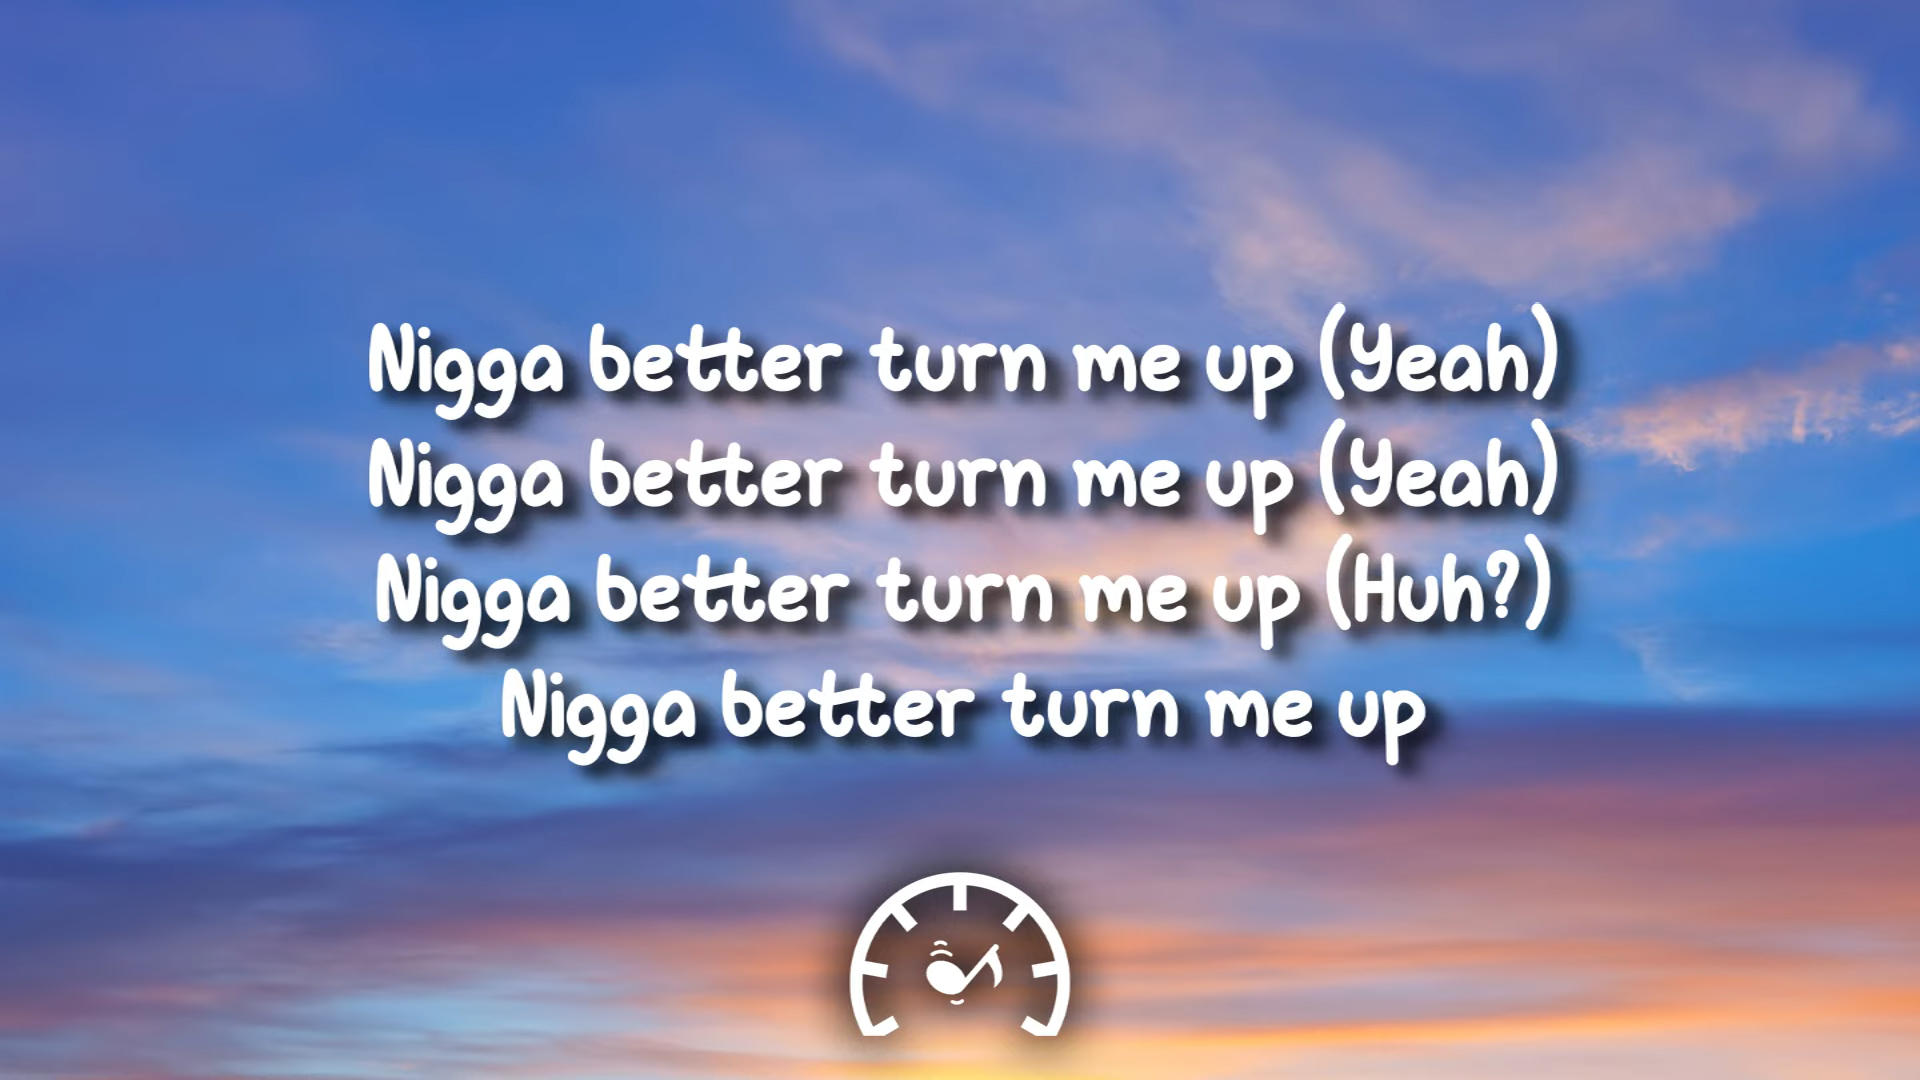 Nigga better turn me up (Yeah)
Nigga better turn me up (Yeah)
Nigga better turn me up (Huh?)
Nigga better turn me up